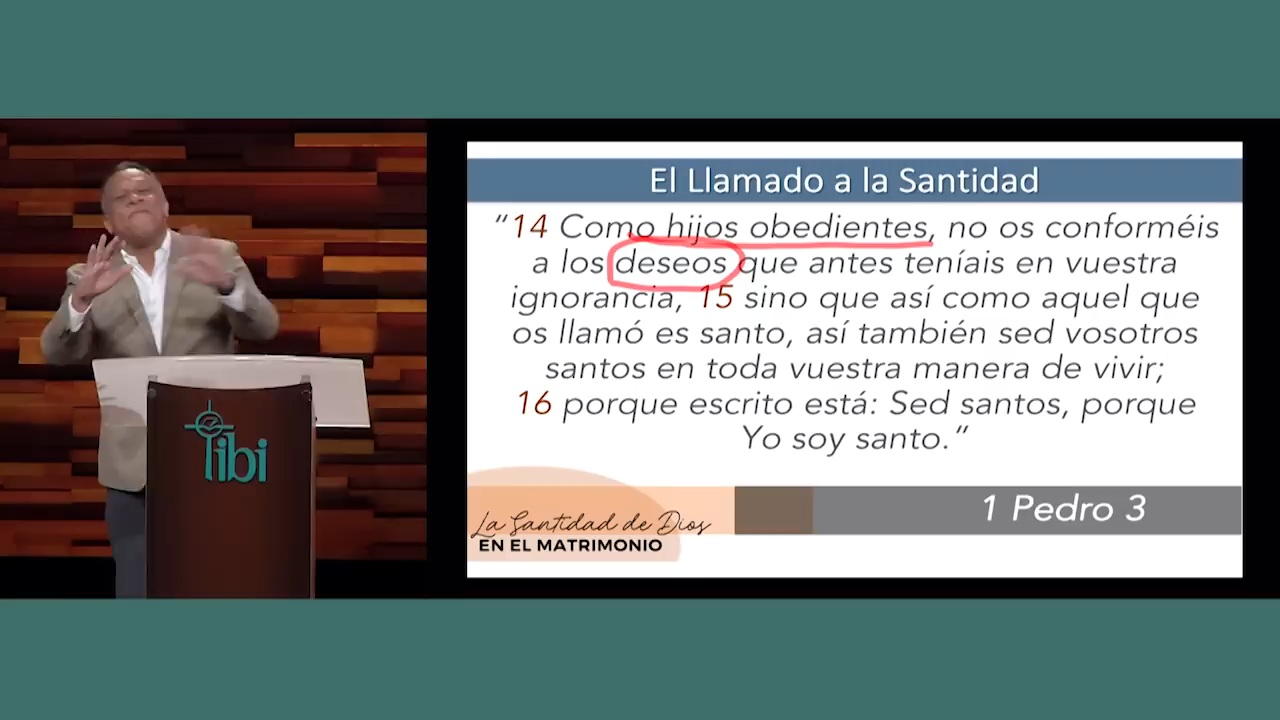 El Llamado a la Santidad
“14 Como hijos obedientes, no os conforméis
a los deseos que antes teníais en vuestra
ignorancia, 15 sino que así como aquel que
os llamó es santo, así también sed vosotros
santos en toda vuestra manera de vivir;
16 porque escrito está: Sed santos, porque
Yo soy santo.”
1 Pedro 3
La Santidad de Dios
EN EL MATRIMONIO
ibi